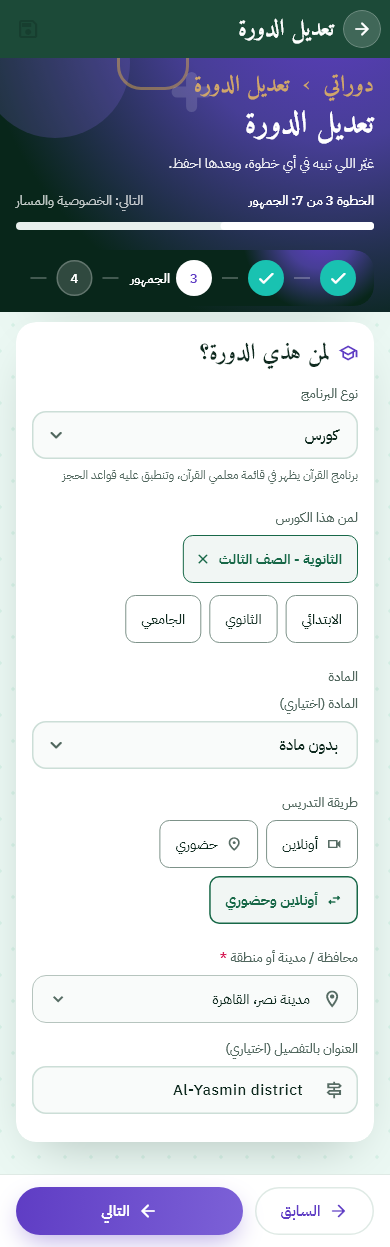 تعديل الدورة
دوراتي › تعديل الدورة
تعديل الدورة
غيّر اللي تبيه في أي خطوة، وبعدها احفظ.
الخطوة 3 من 7: الجمهور
التالي: الخصوصية والمسار
3 الجمهور 4
لمن هذي الدورة؟
نوع البرنامج
كورس
برنامج القرآن يظهر في قائمة معلمي القرآن، وتنطبق عليه قواعد الحجز
لمن هذا الكورس
الثانوية - الصف الثالث ×
الابتدائي الثانوي الجامعي
المادة
المادة (اختياري)
بدون مادة
طريقة التدريس
أونلاين حضوري
أونلاين وحضوري
محافظة / مدينة أو منطقة *
مدينة نصر، القاهرة
العنوان بالتفصيل (اختياري)
Al-Yasmin district
السابق التالي